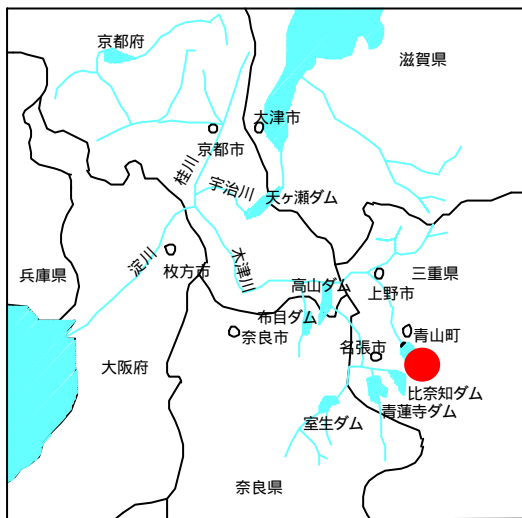 京都府
滋賀県
大津市
京都市
桂川
宇治川
天ヶ瀬ダム
淀川
枚方市
木津川
兵庫県
三重県
高山ダム
上野市
布目ダム
奈良市
青山町
名張市
大阪府
比奈知ダム
青蓮寺ダム
室生ダム
奈良県